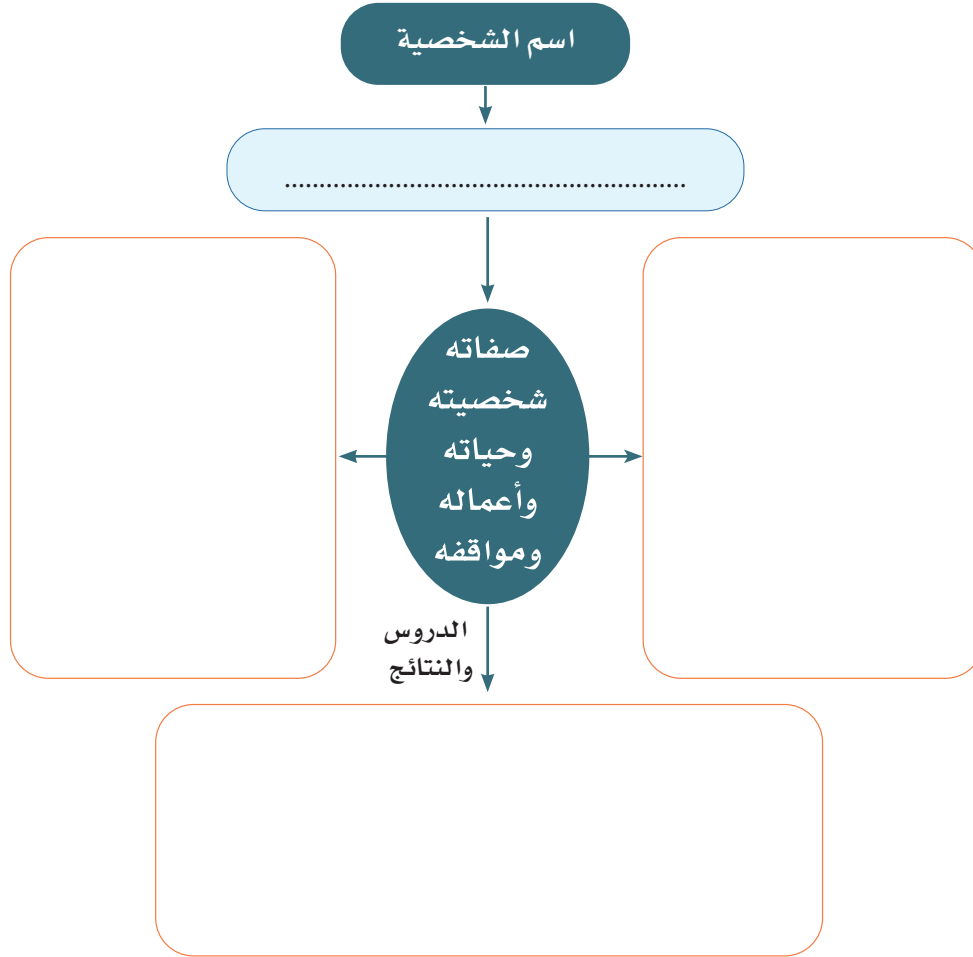 اسم الشخصية
............................................................
صفاته
شخصيته
وحياته
وأعماله
ومواقفه
الدروس
والنتائج